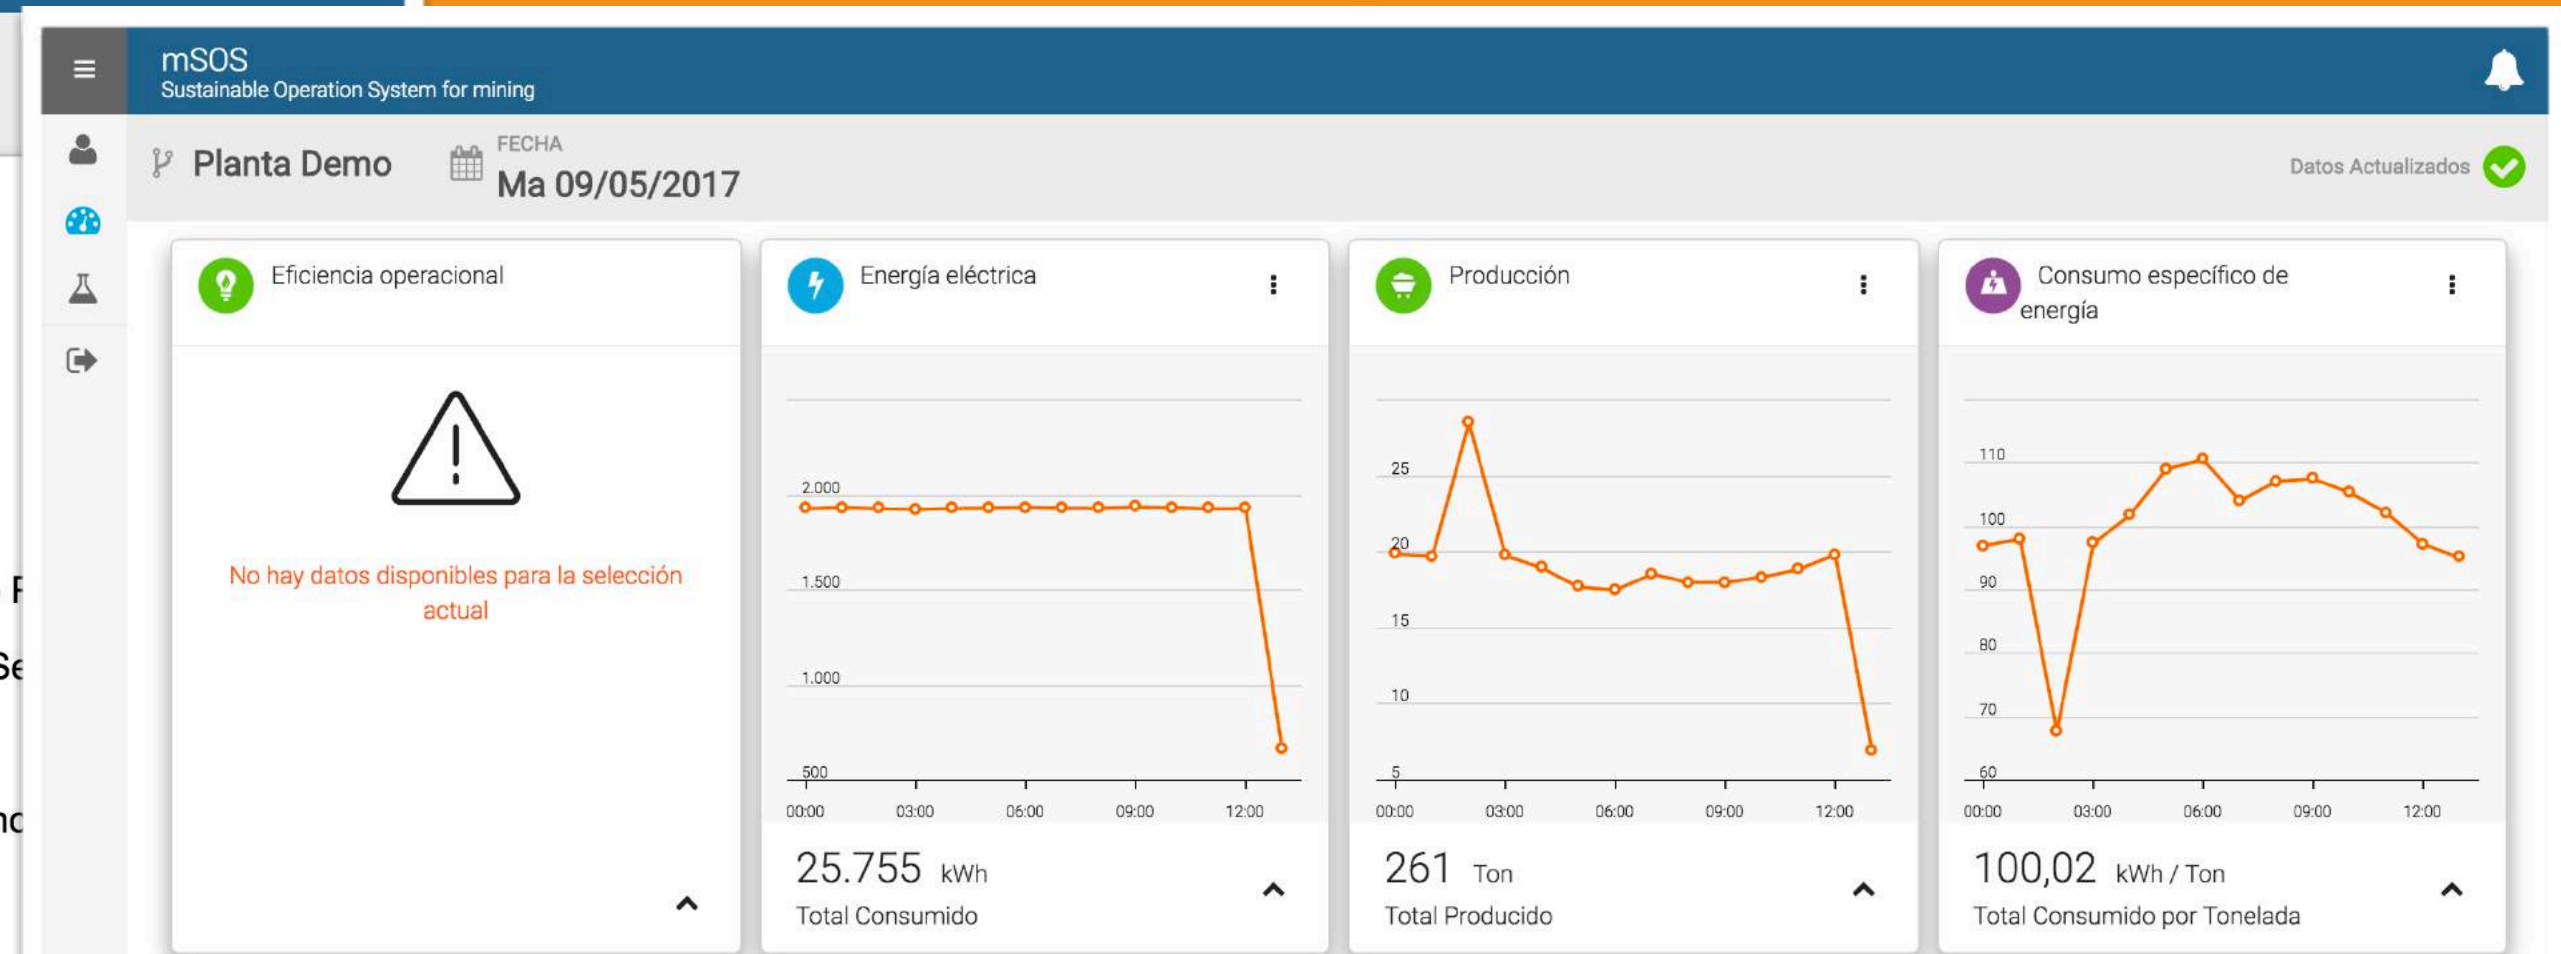 mSOS
Sustainable Operation System for mining
Planta Demo
FECHA
Ma 09/05/2017
Datos Actualizados
Eficiencia operacional
No hay datos disponibles para la selección
actual
Energía eléctrica
2.000
1.500
1.000
500
00:00 03:00 06:00 09:00 12:00
25.755 kWh
Total Consumido
Producción
25
20
15
10
5
00:00 03:00 06:00 09:00 12:00
261 Ton
Total Producido
Consumo específico de
energía
110
100
90
80
70
60
00:00 03:00 06:00 09:00 12:00
100,02 kWh / Ton
Total Consumido por Tonelada